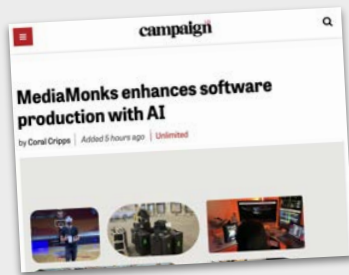 campaign
MediaMonks enhances software
production with AI
by Coral Cripps | Added 5 hours ago | Unlimited